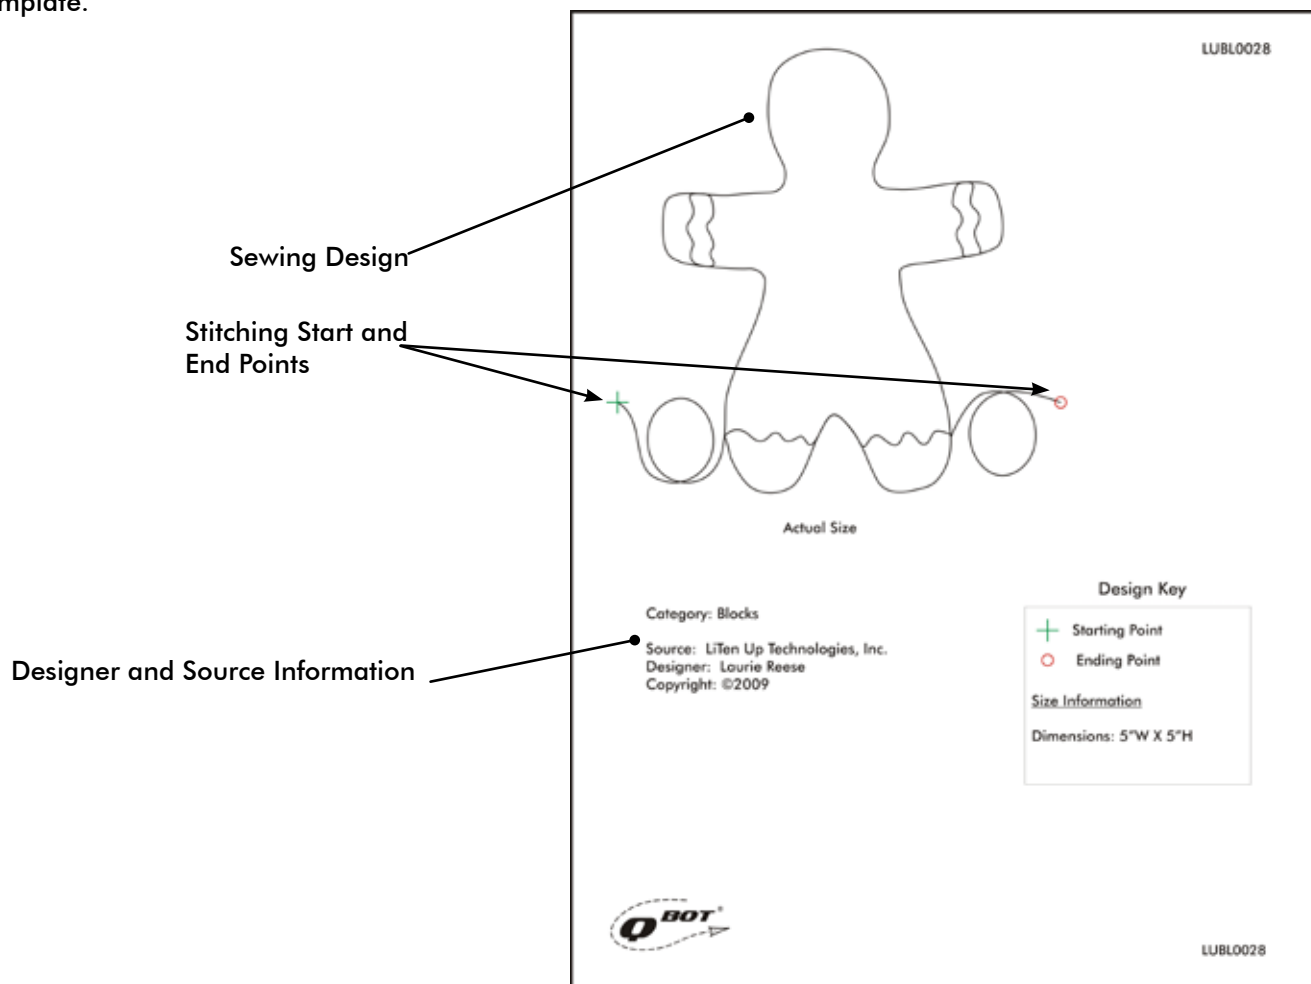 LUBL0028
Sewing Design
Stitching Start and
End Points
Actual Size
Design Key
Category: Blocks
Starting Point
Source: LiTen Up Technologies, Inc.
Ending Point
Designer: Laurie Reese
Designer and Source Information
Copyright: ©2009
Size Information
Dimensions: 5"W X 5"H
Q BOT®
LUBL0028